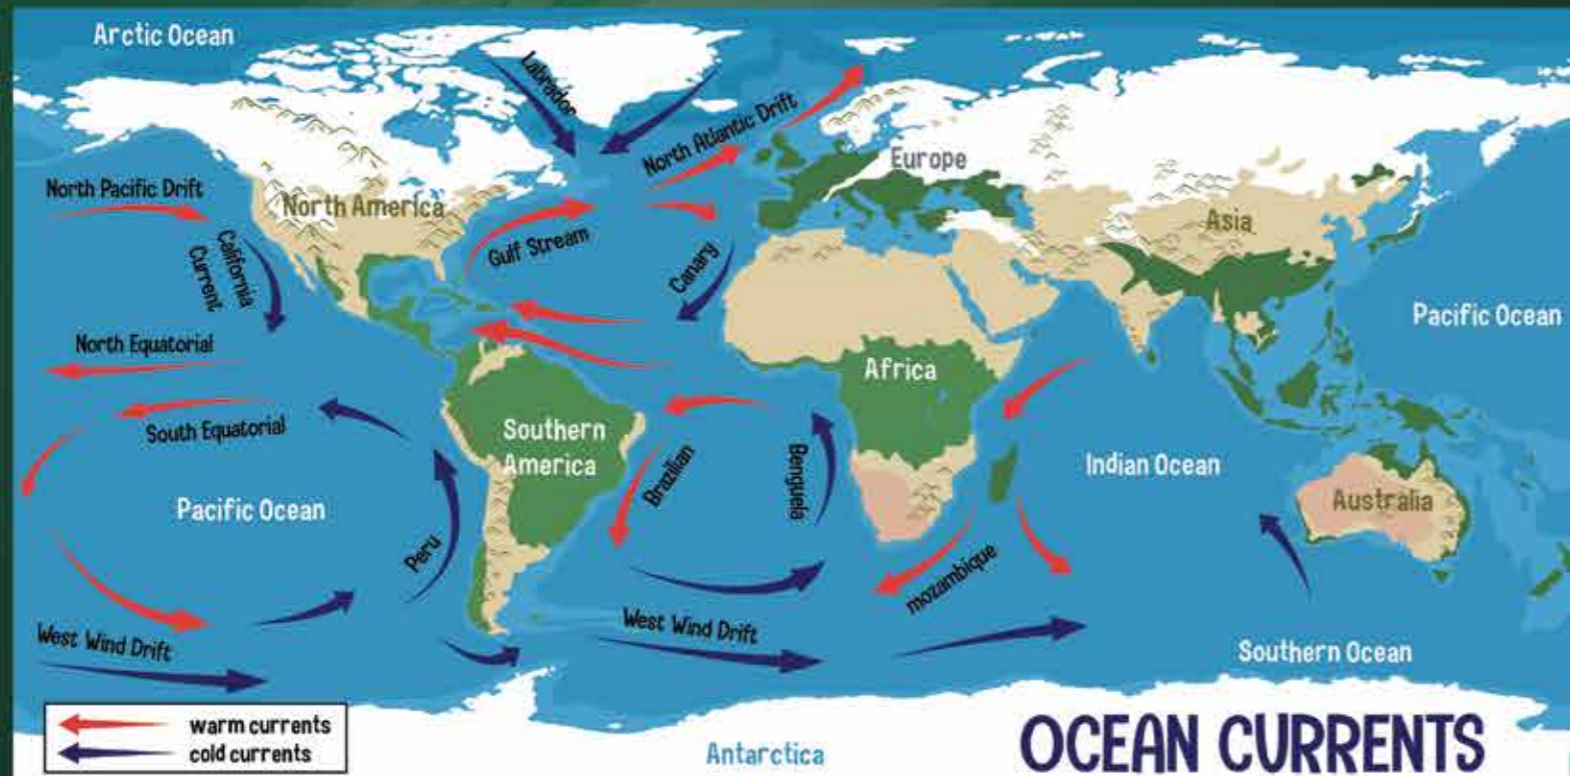 Arctic Ocean
Labrador
North Atlantic Drift
Europe
North Pacific Drift
North America
Asia
Gulf Stream
California
Current
Canary
Pacific Ocean
North Equatorial
Africa
South Equatorial
Southern
America
Brazilian
Benguela
Indian Ocean
Australia
Pacific Ocean
Peru
mozambique
West Wind Drift
West Wind Drift
Southern Ocean
warm currents
cold currents
Antarctica
OCEAN CURRENTS